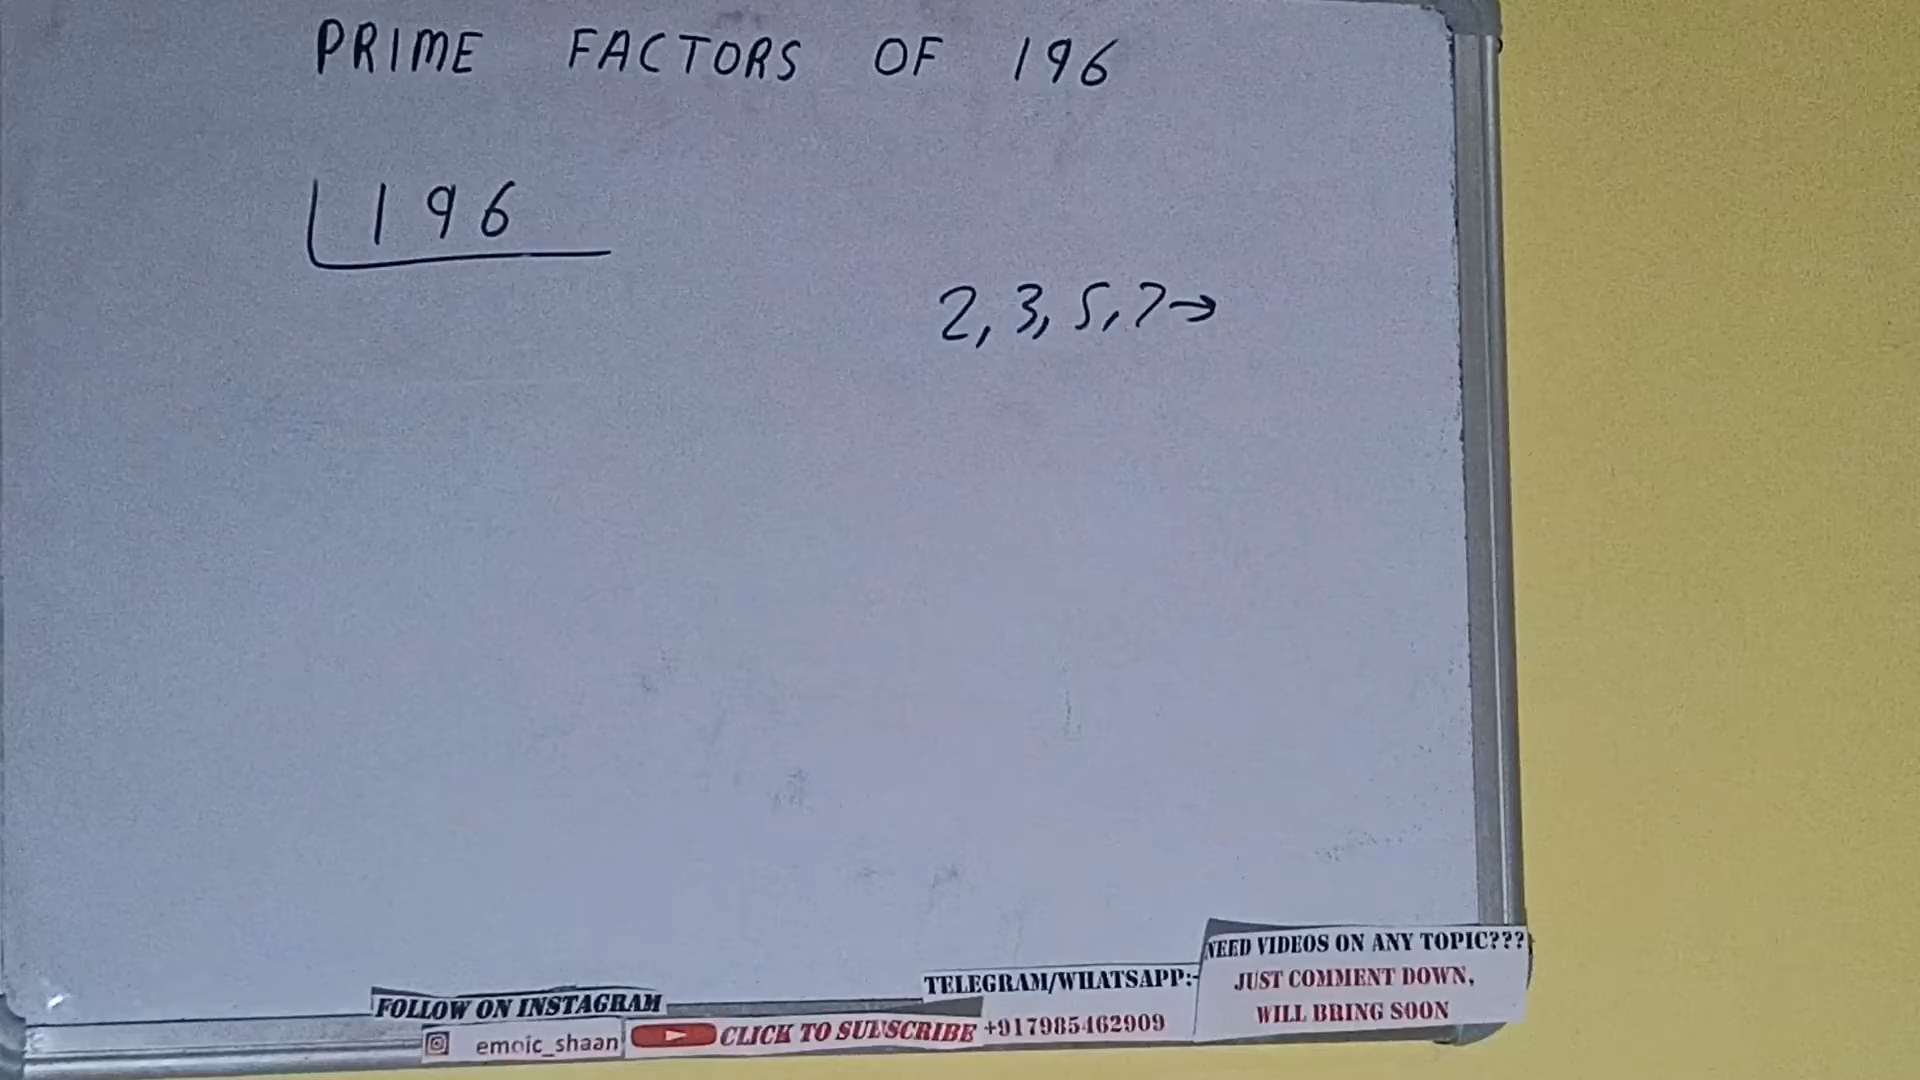 PRIME FACTORS OF 196
196
2, 3, 5, 7→
NEED VIDEOS ON ANY TOPIC???
JUST COMMENT DOWN,
WILL BRING SOON
TELEGRAM/WHATSAPP:-
+917985462909
FOLLOW ON INSTAGRAM
emoic_shaan
CLICK TO SUBSCRIBE